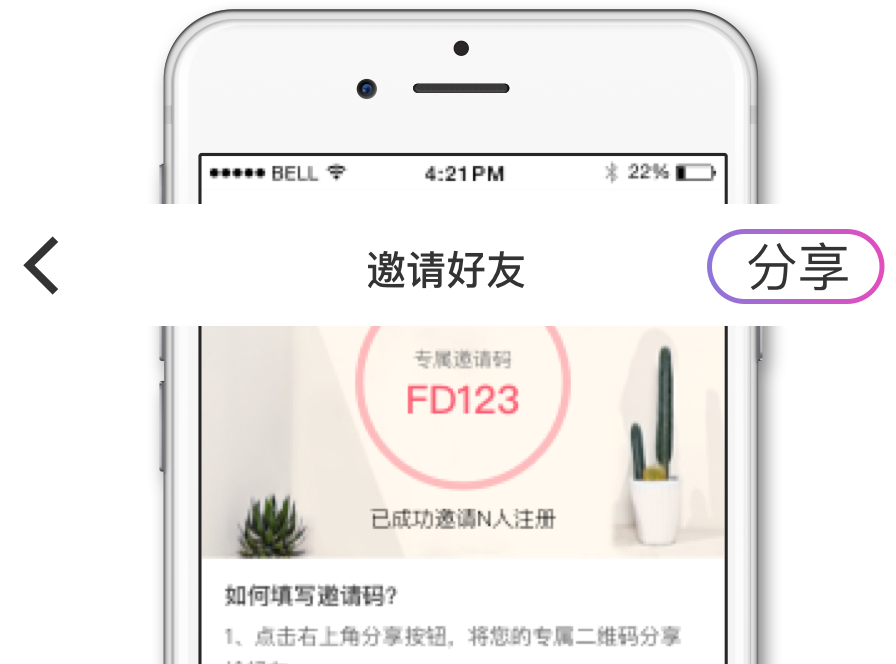 BELL 4:21 PM 22%
邀请好友 分享
专属邀请码
FD123
已成功邀请N人注册
如何填写邀请码?
1、点击右上角分享按钮，将您的专属二维码分享